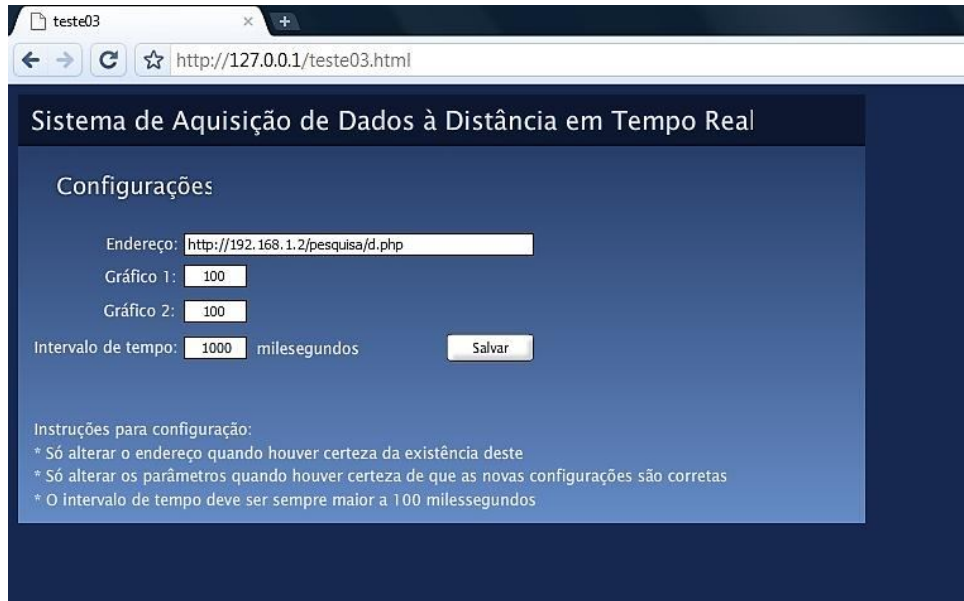 teste03
http://127.0.0.1/teste03.html
Sistema de Aquisição de Dados à Distância em Tempo Real
Configurações
Endereço: http://192.168.1.2/pesquisa/d.php
Gráfico 1: 100
Gráfico 2: 100
Intervalo de tempo: 1000 milesegundos Salvar
Instruções para configuração:
* Só alterar o endereço quando houver certeza da existência deste
* Só alterar os parâmetros quando houver certeza de que as novas configurações são corretas
* O intervalo de tempo deve ser sempre maior a 100 milessegundos